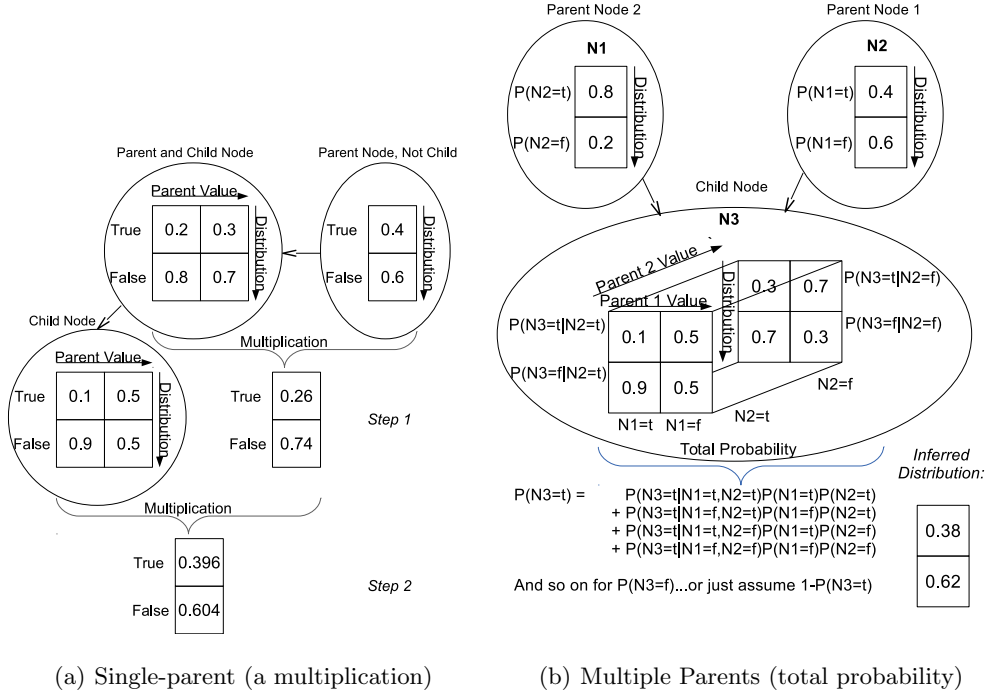 Parent and Child Node
Parent Node, Not Child
Parent Value
True 0.2 0.3
False 0.8 0.7
Distribution
0.4
0.6
Distribution
Child Node
Parent Value
True 0.1 0.5
False 0.9 0.5
Distribution
Multiplication
True 0.26
False 0.74
Step 1
Multiplication
True 0.396
False 0.604
Step 2
(a) Single-parent (a multiplication)
Parent Node 2
N1
P(N2=t) 0.8
P(N2=f) 0.2
Distribution
Parent Node 1
N2
P(N1=t) 0.4
P(N1=f) 0.6
Distribution
Child Node
N3
Parent 2 Value
Parent 1 Value
Distribution
0.3 0.7 P(N3=t|N2=f)
0.7 0.3 P(N3=f|N2=f)
P(N3=t|N2=t) 0.1 0.5
P(N3=f|N2=t) 0.9 0.5
N1=t N1=f
N2=t
N2=f
Total Probability
P(N3=t) = P(N3=t|N1=t,N2=t)P(N1=t)P(N2=t)
+ P(N3=t|N1=f,N2=t)P(N1=f)P(N2=t)
+ P(N3=t|N1=t,N2=f)P(N1=t)P(N2=f)
+ P(N3=t|N1=f,N2=f)P(N1=f)P(N2=f)
And so on for P(N3=f)...or just assume 1-P(N3=t)
Inferred
Distribution:
0.38
0.62
(b) Multiple Parents (total probability)